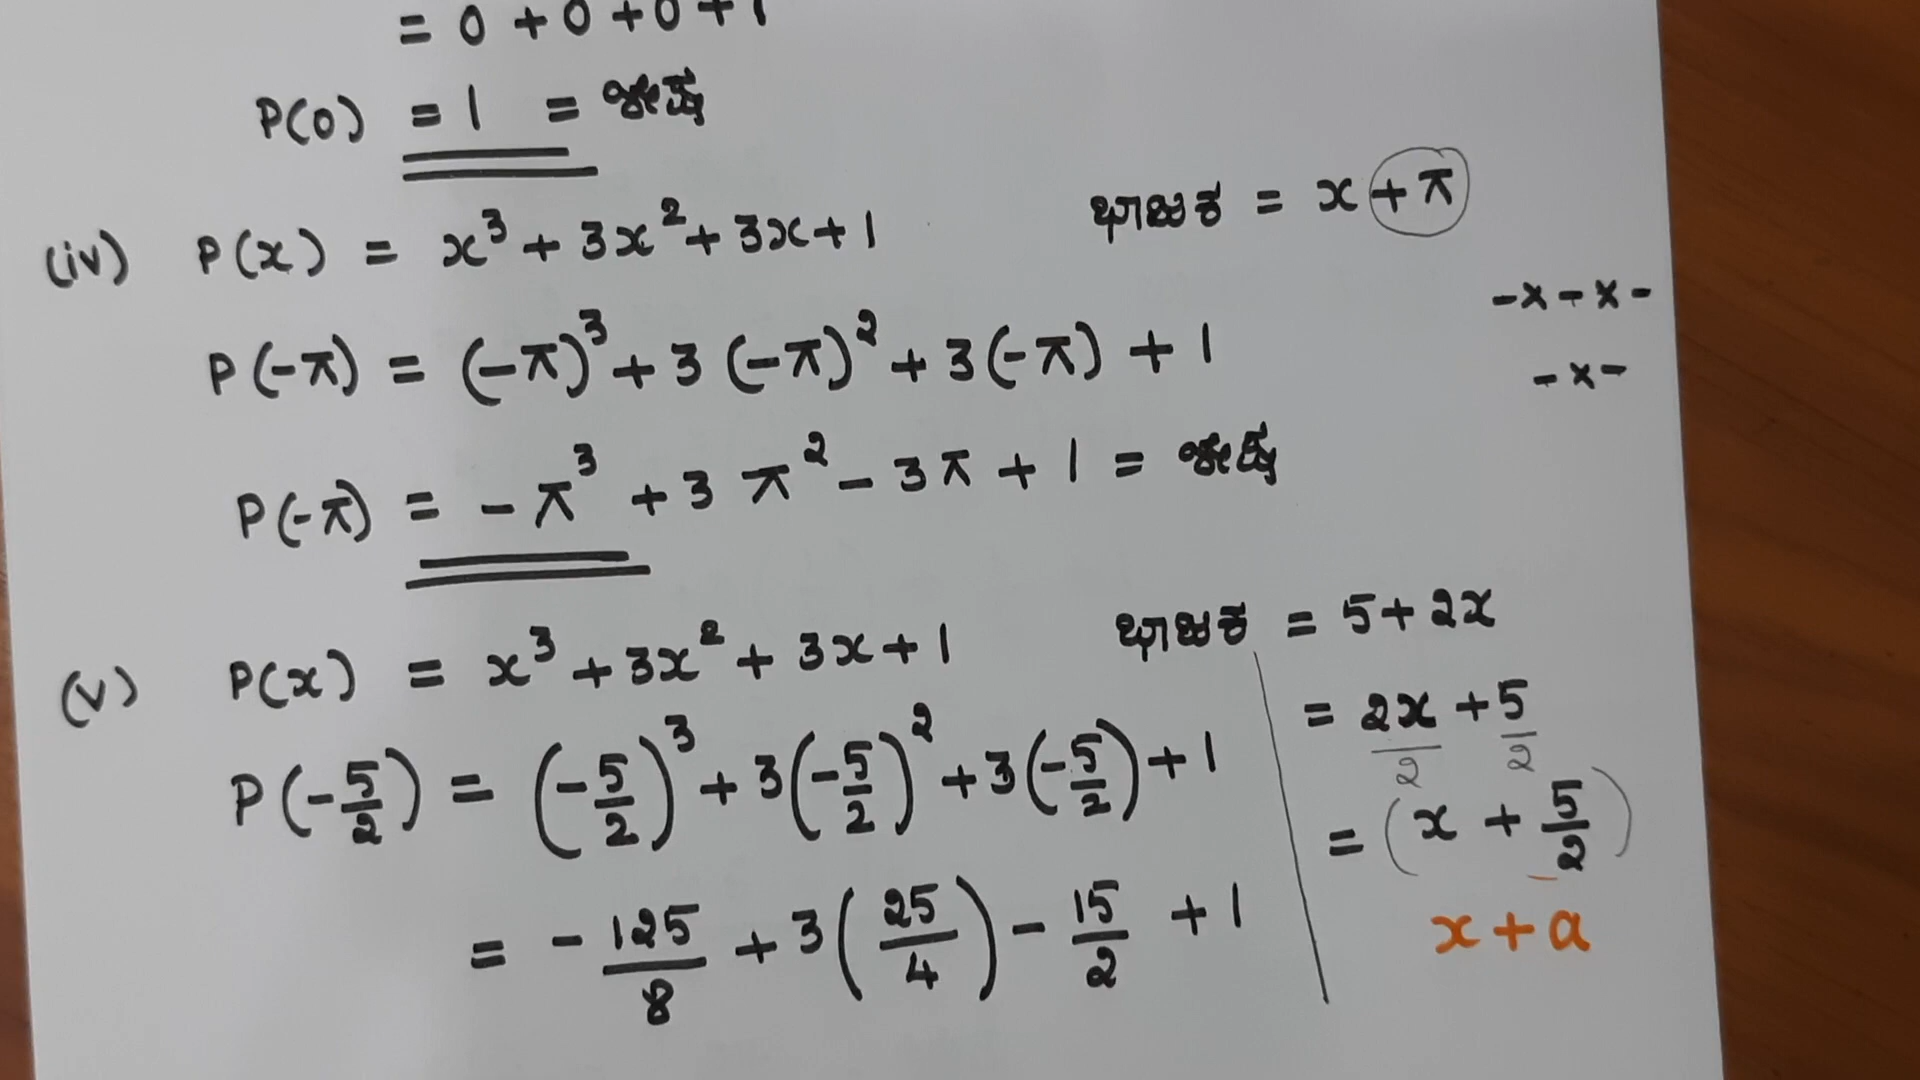 = 0 + 0 + 0 + 1
P(0) = 1 = ಶೇಷ
(iv) P(x) = x³ + 3x² + 3x + 1 ಭಾಜಕ = x + π
- x - x -
P(-π) = (-π)³ + 3(-π)² + 3(-π) + 1
- x -
P(-π) = - π³ + 3π² - 3π + 1 = ಶೇಷ
(v) P(x) = x³ + 3x² + 3x + 1 ಭಾಜಕ = 5 + 2x
= 2x/2 + 5/2
P(-5/2) = (-5/2)³ + 3(-5/2)² + 3(-5/2) + 1
= (x + 5/2)
= - 125/8 + 3(25/4) - 15/2 + 1
x + a